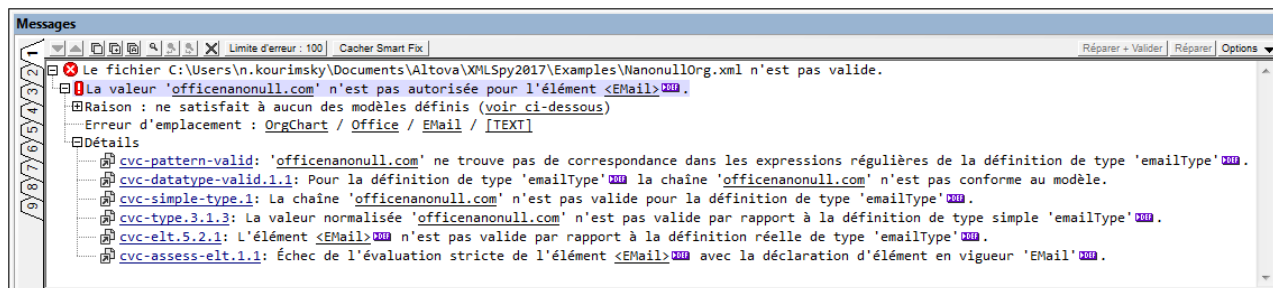 Messages
Limite d'erreur : 100 Cacher Smart Fix Réparer + Valider Réparer Options
Le fichier C:\Users\n.kourimsky\Documents\Altova\XMLSpy2017\Examples\NanonullOrg.xml n'est pas valide.
La valeur 'officenanonull.com' n'est pas autorisée pour l'élément <EMail> DEF .
Raison : ne satisfait à aucun des modèles définis (voir ci-dessous)
Erreur d'emplacement : OrgChart / Office / EMail / [TEXT]
Détails
cvc-pattern-valid: 'officenanonull.com' ne trouve pas de correspondance dans les expressions régulières de la définition de type 'emailType' DEF .
cvc-datatype-valid.1.1: Pour la définition de type 'emailType' DEF la chaîne 'officenanonull.com' n'est pas conforme au modèle.
cvc-simple-type.1: La chaîne 'officenanonull.com' n'est pas valide pour la définition de type 'emailType' DEF .
cvc-type.3.1.3: La valeur normalisée 'officenanonull.com' n'est pas valide par rapport à la définition de type simple 'emailType' DEF .
cvc-elt.5.2.1: L'élément <EMail> DEF n'est pas valide par rapport à la définition réelle de type 'emailType' DEF .
cvc-assess-elt.1.1: Échec de l'évaluation stricte de l'élément <EMail> DEF avec la déclaration d'élément en vigueur 'EMail' DEF .
1
2
3
4
5
6
7
8
9